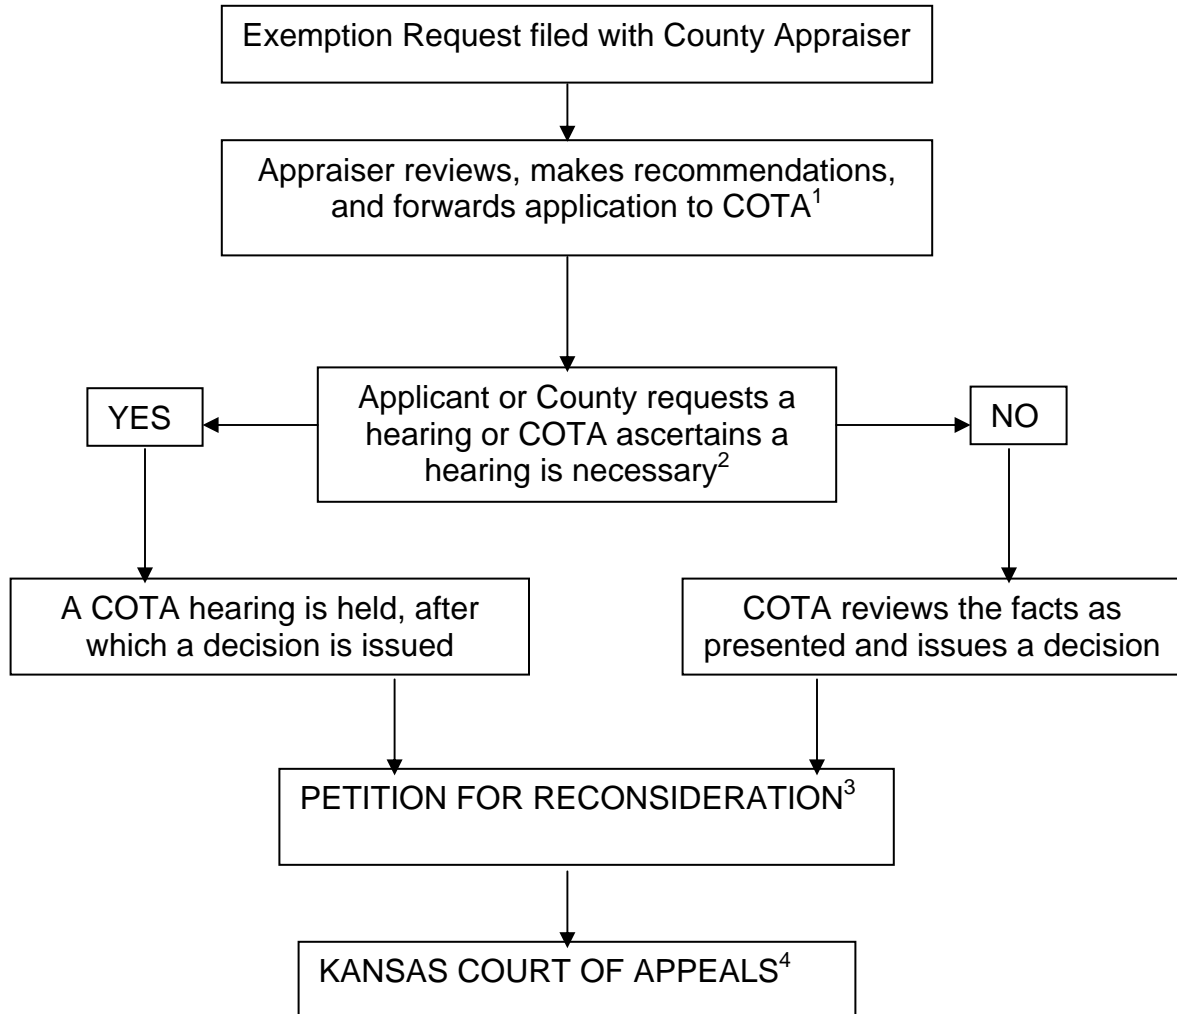 Exemption Request filed with County Appraiser
Appraiser reviews, makes recommendations,
and forwards application to COTA¹
Applicant or County requests a
hearing or COTA ascertains a
hearing is necessary²
YES
NO
A COTA hearing is held, after
which a decision is issued
COTA reviews the facts as
presented and issues a decision
PETITION FOR RECONSIDERATION³
KANSAS COURT OF APPEALS⁴